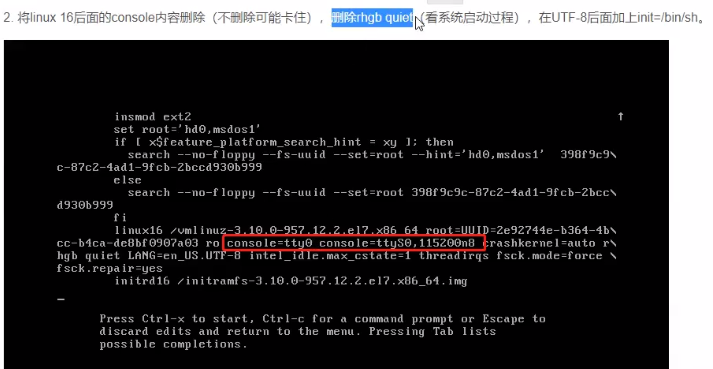 2. 将linux 16后面的console内容删除（不删除可能卡住），删除rhgb quiet（看系统启动过程），在UTF-8后面加上init=/bin/sh。
insmod ext2
set root='hd0,msdos1'
if [ x$feature_platform_search_hint = xy ]; then
search --no-floppy --fs-uuid --set=root --hint='hd0,msdos1'  398f9c9\
c-87c2-4ad1-9fcb-2bccd930b999
else
search --no-floppy --fs-uuid --set=root 398f9c9c-87c2-4ad1-9fcb-2bcc\
d930b999
fi
linux16 /vmlinuz-3.10.0-957.12.2.el7.x86_64 root=UUID=2e92744e-b364-4b\
cc-b4ca-de8bf0907a03 ro console=tty0 console=ttyS0,115200n8 crashkernel=auto r\
hgb quiet LANG=en_US.UTF-8 intel_idle.max_cstate=1 threadirqs fsck.mode=force \
fsck.repair=yes
initrd16 /initramfs-3.10.0-957.12.2.el7.x86_64.img
Press Ctrl-x to start, Ctrl-c for a command prompt or Escape to
discard edits and return to the menu. Pressing Tab lists
possible completions.